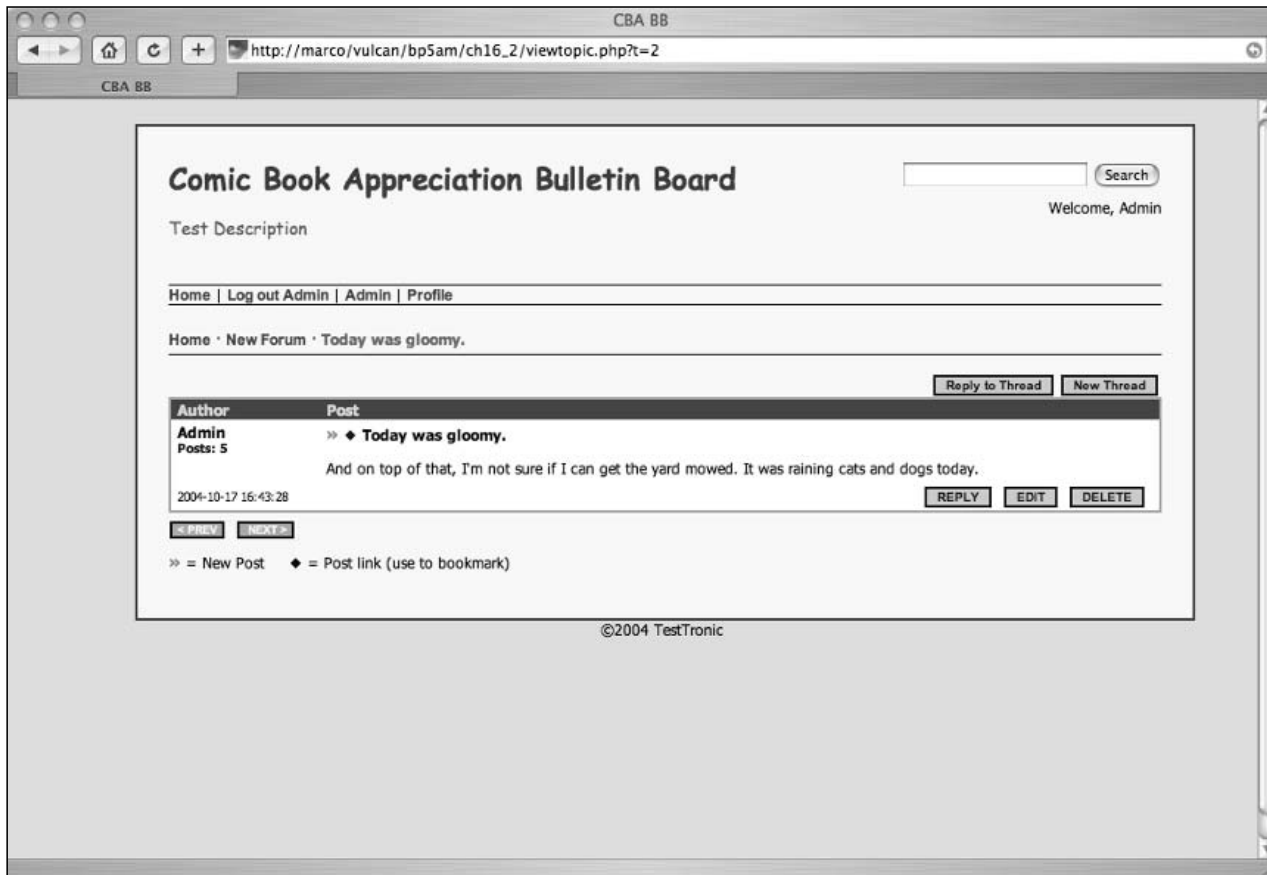 CBA BB
http://marco/vulcan/bp5am/ch16_2/viewtopic.php?t=2
CBA BB
Comic Book Appreciation Bulletin Board
Search
Welcome, Admin
Test Description
Home | Log out Admin | Admin | Profile
Home · New Forum · Today was gloomy.
Reply to Thread New Thread
Author Post
Admin
Posts: 5
» ◆ Today was gloomy.
And on top of that, I'm not sure if I can get the yard mowed. It was raining cats and dogs today.
2004-10-17 16:43:28
REPLY EDIT DELETE
< PREV NEXT >
» = New Post ◆ = Post link (use to bookmark)
©2004 TestTronic